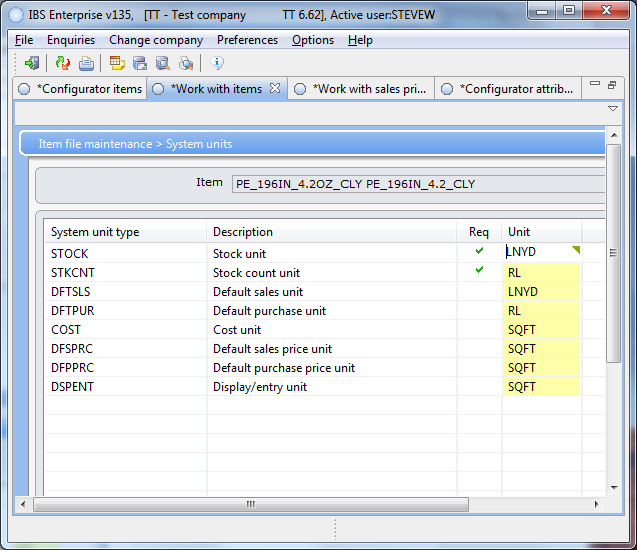 IBS Enterprise v135, [TT - Test company TT 6.62], Active user:STEVEW
File Enquiries Change company Preferences Options Help
*Configurator items *Work with items *Work with sales pri... *Configurator attrib...
Item file maintenance > System units
Item PE_196IN_4.2OZ_CLY PE_196IN_4.2_CLY
System unit type Description Req Unit
STOCK Stock unit LNYD
STKCNT Stock count unit RL
DFTSLS Default sales unit LNYD
DFTPUR Default purchase unit RL
COST Cost unit SQFT
DFSPRC Default sales price unit SQFT
DFPPRC Default purchase price unit SQFT
DSPENT Display/entry unit SQFT